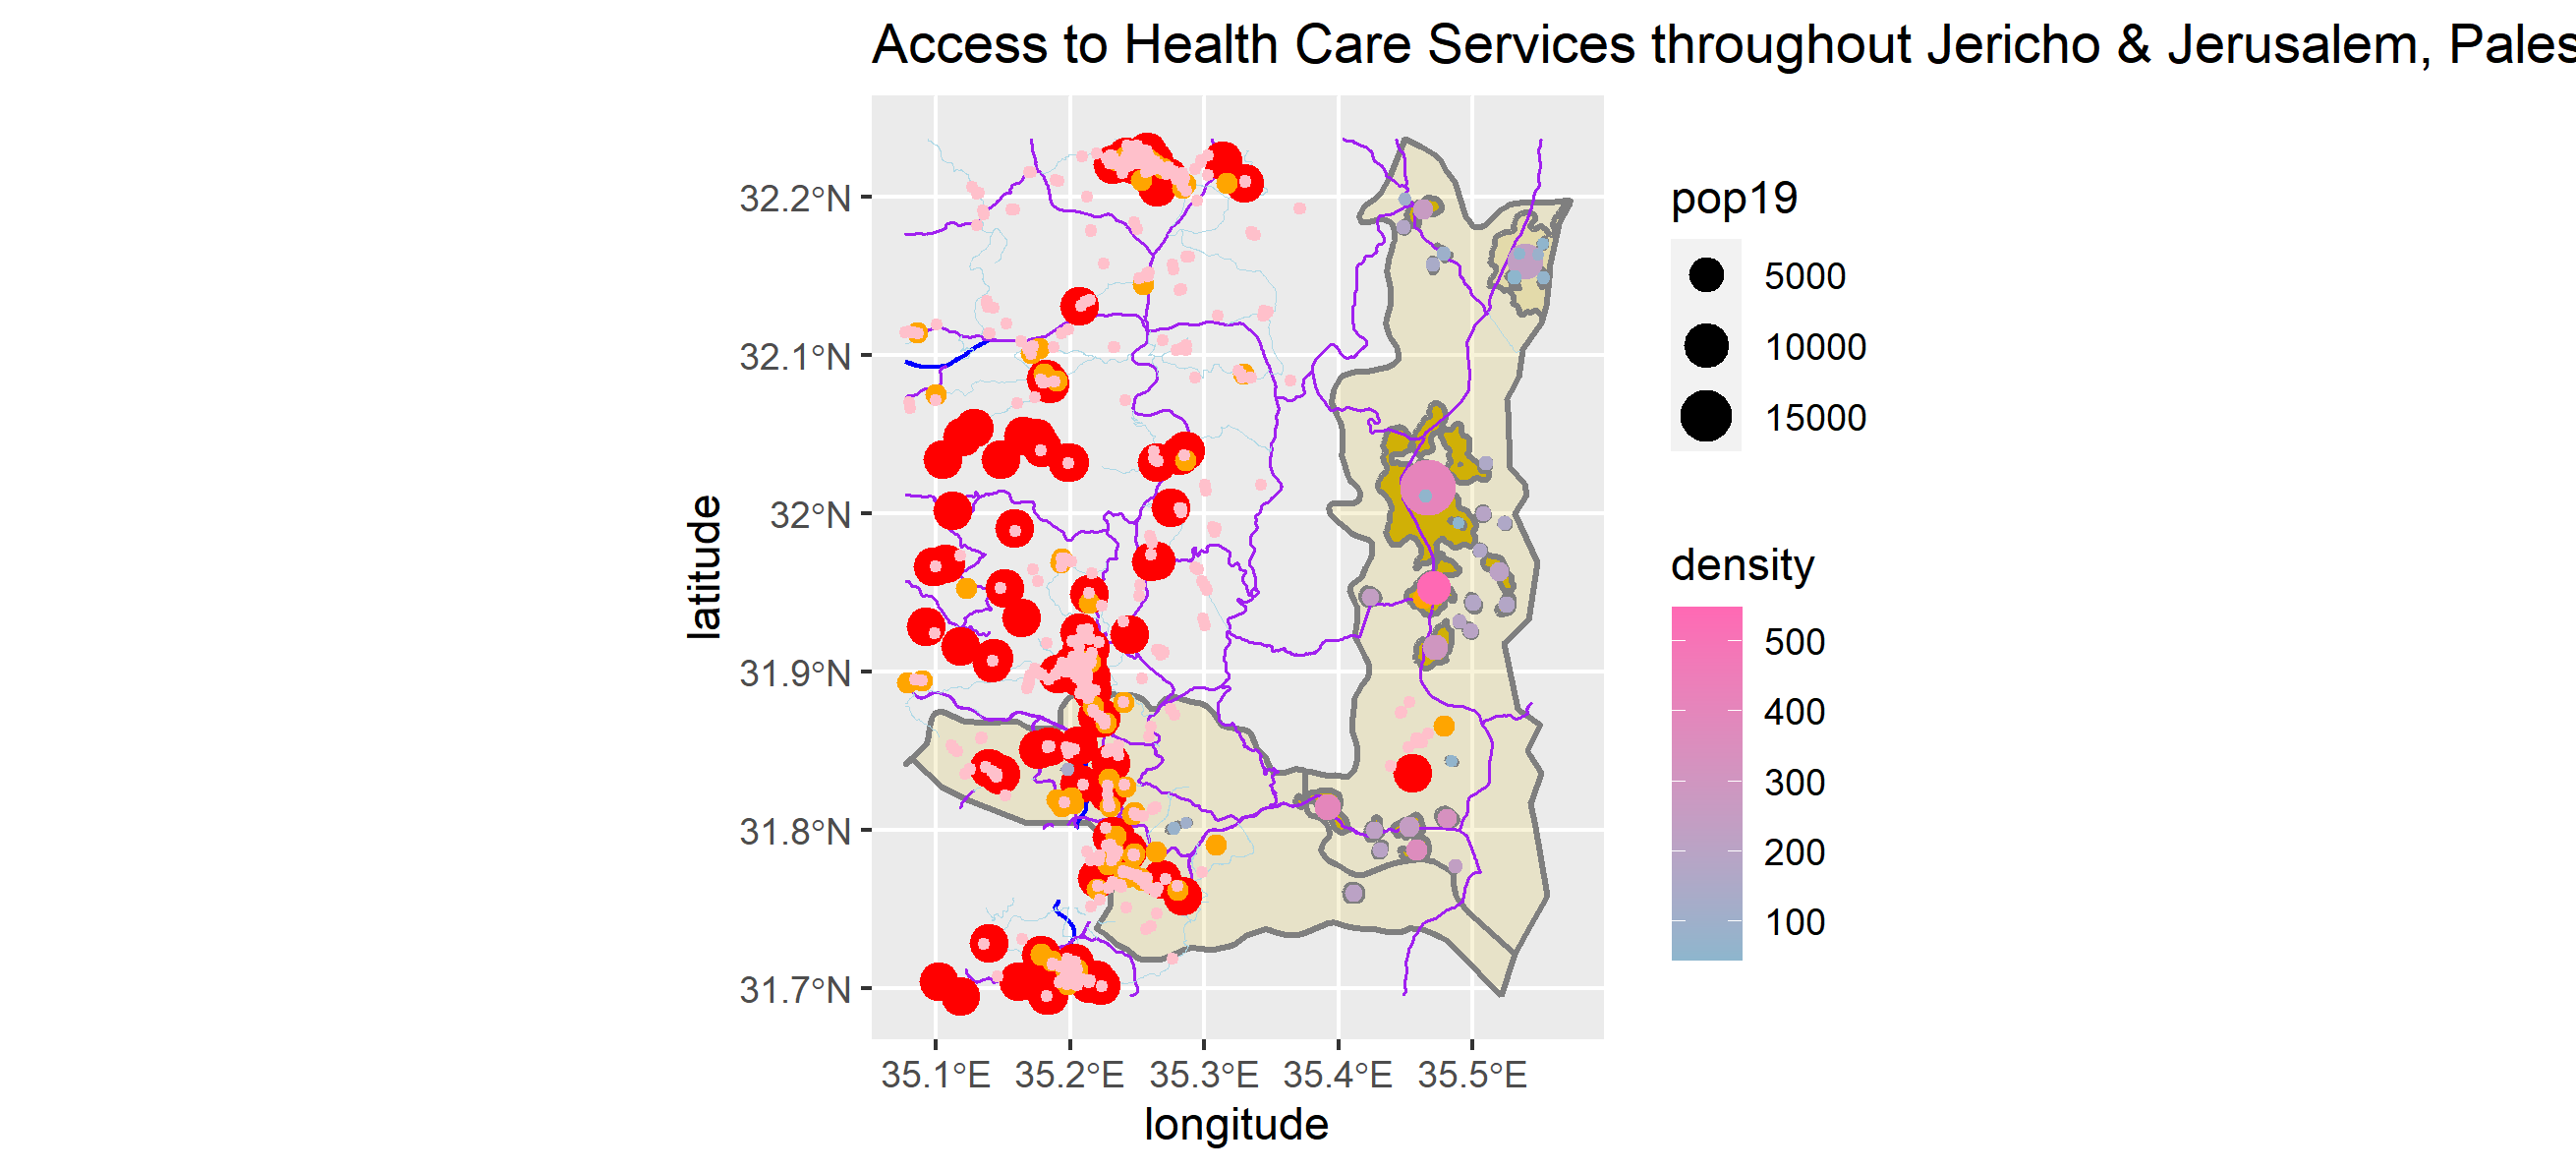 Access to Health Care Services throughout Jericho & Jerusalem, Pales
32.2°N
32.1°N
32°N
31.9°N
31.8°N
31.7°N
latitude
35.1°E 35.2°E 35.3°E 35.4°E 35.5°E
longitude
pop19
5000
10000
15000
density
500
400
300
200
100